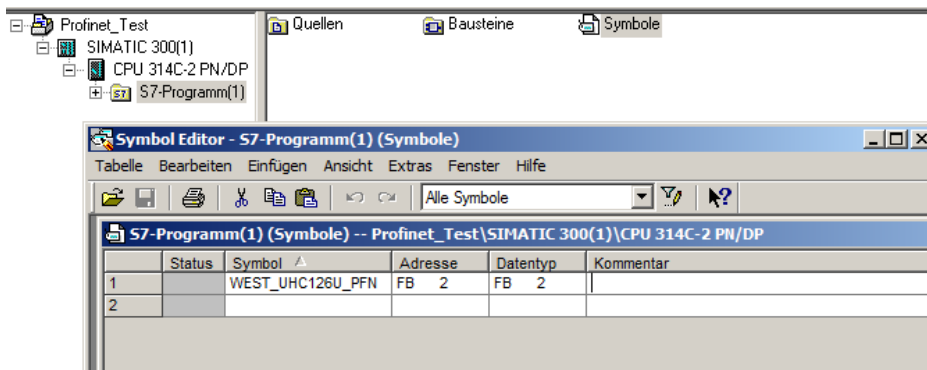 Profinet_Test
Quellen Bausteine Symbole
SIMATIC 300(1)
CPU 314C-2 PN/DP
S7 S7-Programm(1)
Symbol Editor - S7-Programm(1) (Symbole)
Tabelle Bearbeiten Einfügen Ansicht Extras Fenster Hilfe
Alle Symbole
S7-Programm(1) (Symbole) -- Profinet_Test\SIMATIC 300(1)\CPU 314C-2 PN/DP
Status Symbol Adresse Datentyp Kommentar
1 WEST_UHC126U_PFN FB 2 FB 2
2